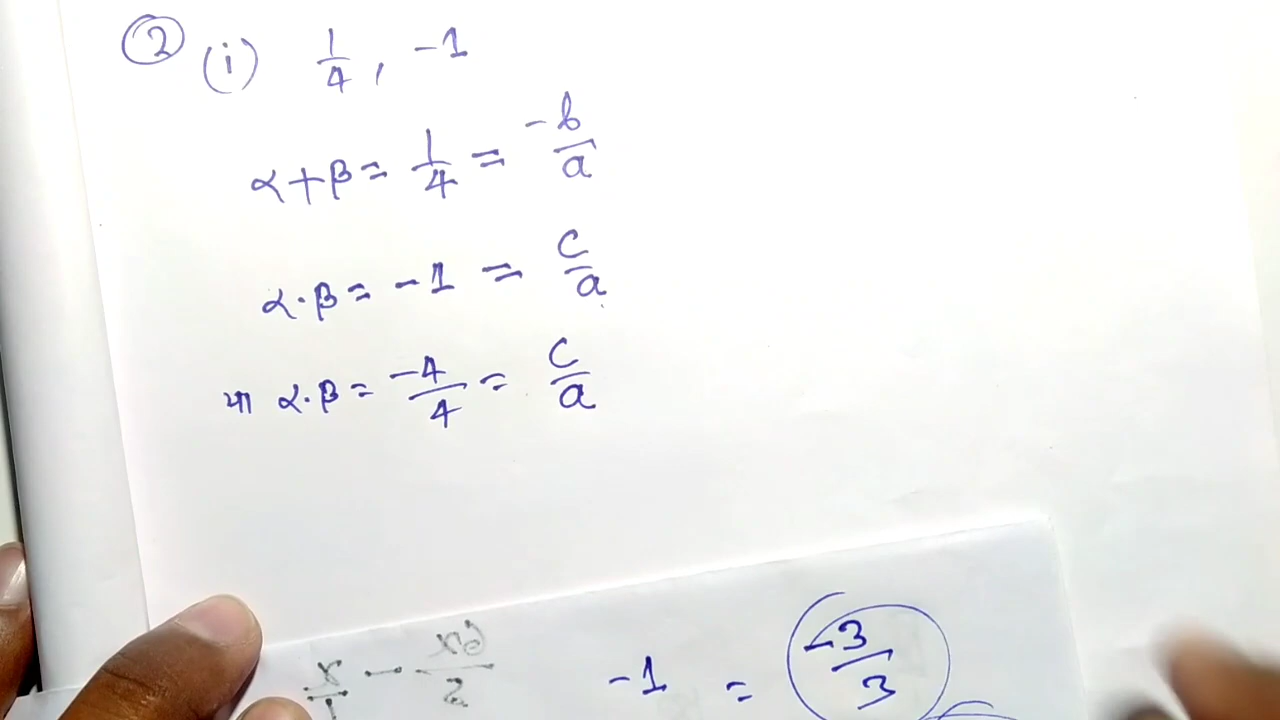 ② (i) 1/4, -1
α+β = 1/4 = -b/a
α·β = -1 = c/a
या α·β = -4/4 = c/a
-1 = -3/3